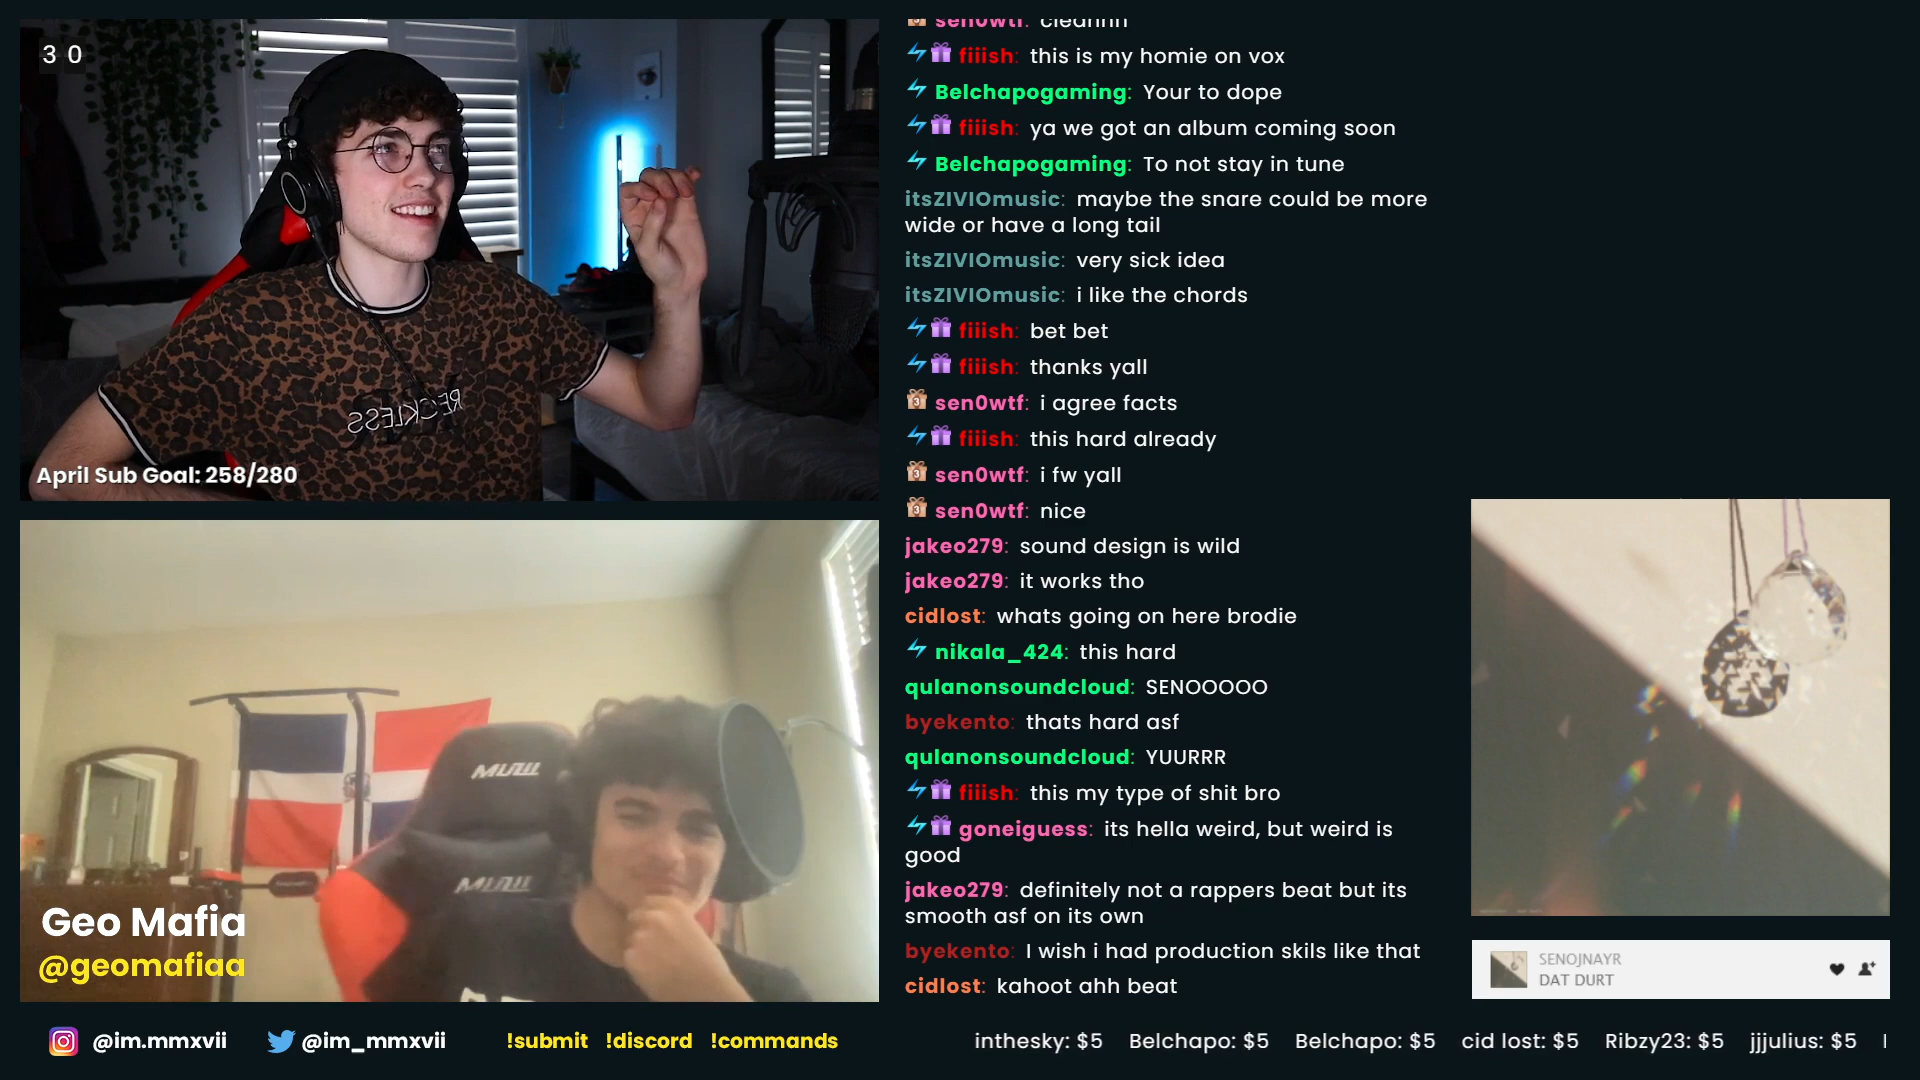 3 0
RECKLESS
April Sub Goal: 258/280
MUW
MUW
Geo Mafia
@geomafiaa
sen0wtf: cleannn
fiiish: this is my homie on vox
Belchapogaming: Your to dope
fiiish: ya we got an album coming soon
Belchapogaming: To not stay in tune
itsZIVIOmusic: maybe the snare could be more
wide or have a long tail
itsZIVIOmusic: very sick idea
itsZIVIOmusic: i like the chords
fiiish: bet bet
fiiish: thanks yall
sen0wtf: i agree facts
fiiish: this hard already
sen0wtf: i fw yall
sen0wtf: nice
jakeo279: sound design is wild
jakeo279: it works tho
cidlost: whats going on here brodie
nikala_424: this hard
qulanonsoundcloud: SENOOOOO
byekento: thats hard asf
qulanonsoundcloud: YUURRR
fiiish: this my type of shit bro
goneiguess: its hella weird, but weird is
good
jakeo279: definitely not a rappers beat but its
smooth asf on its own
byekento: I wish i had production skils like that
cidlost: kahoot ahh beat
SENOJNAYR
DAT DURT
@im.mmxvii @im_mmxvii !submit !discord !commands
inthesky: $5 Belchapo: $5 Belchapo: $5 cid lost: $5 Ribzy23: $5 jjjulius: $5